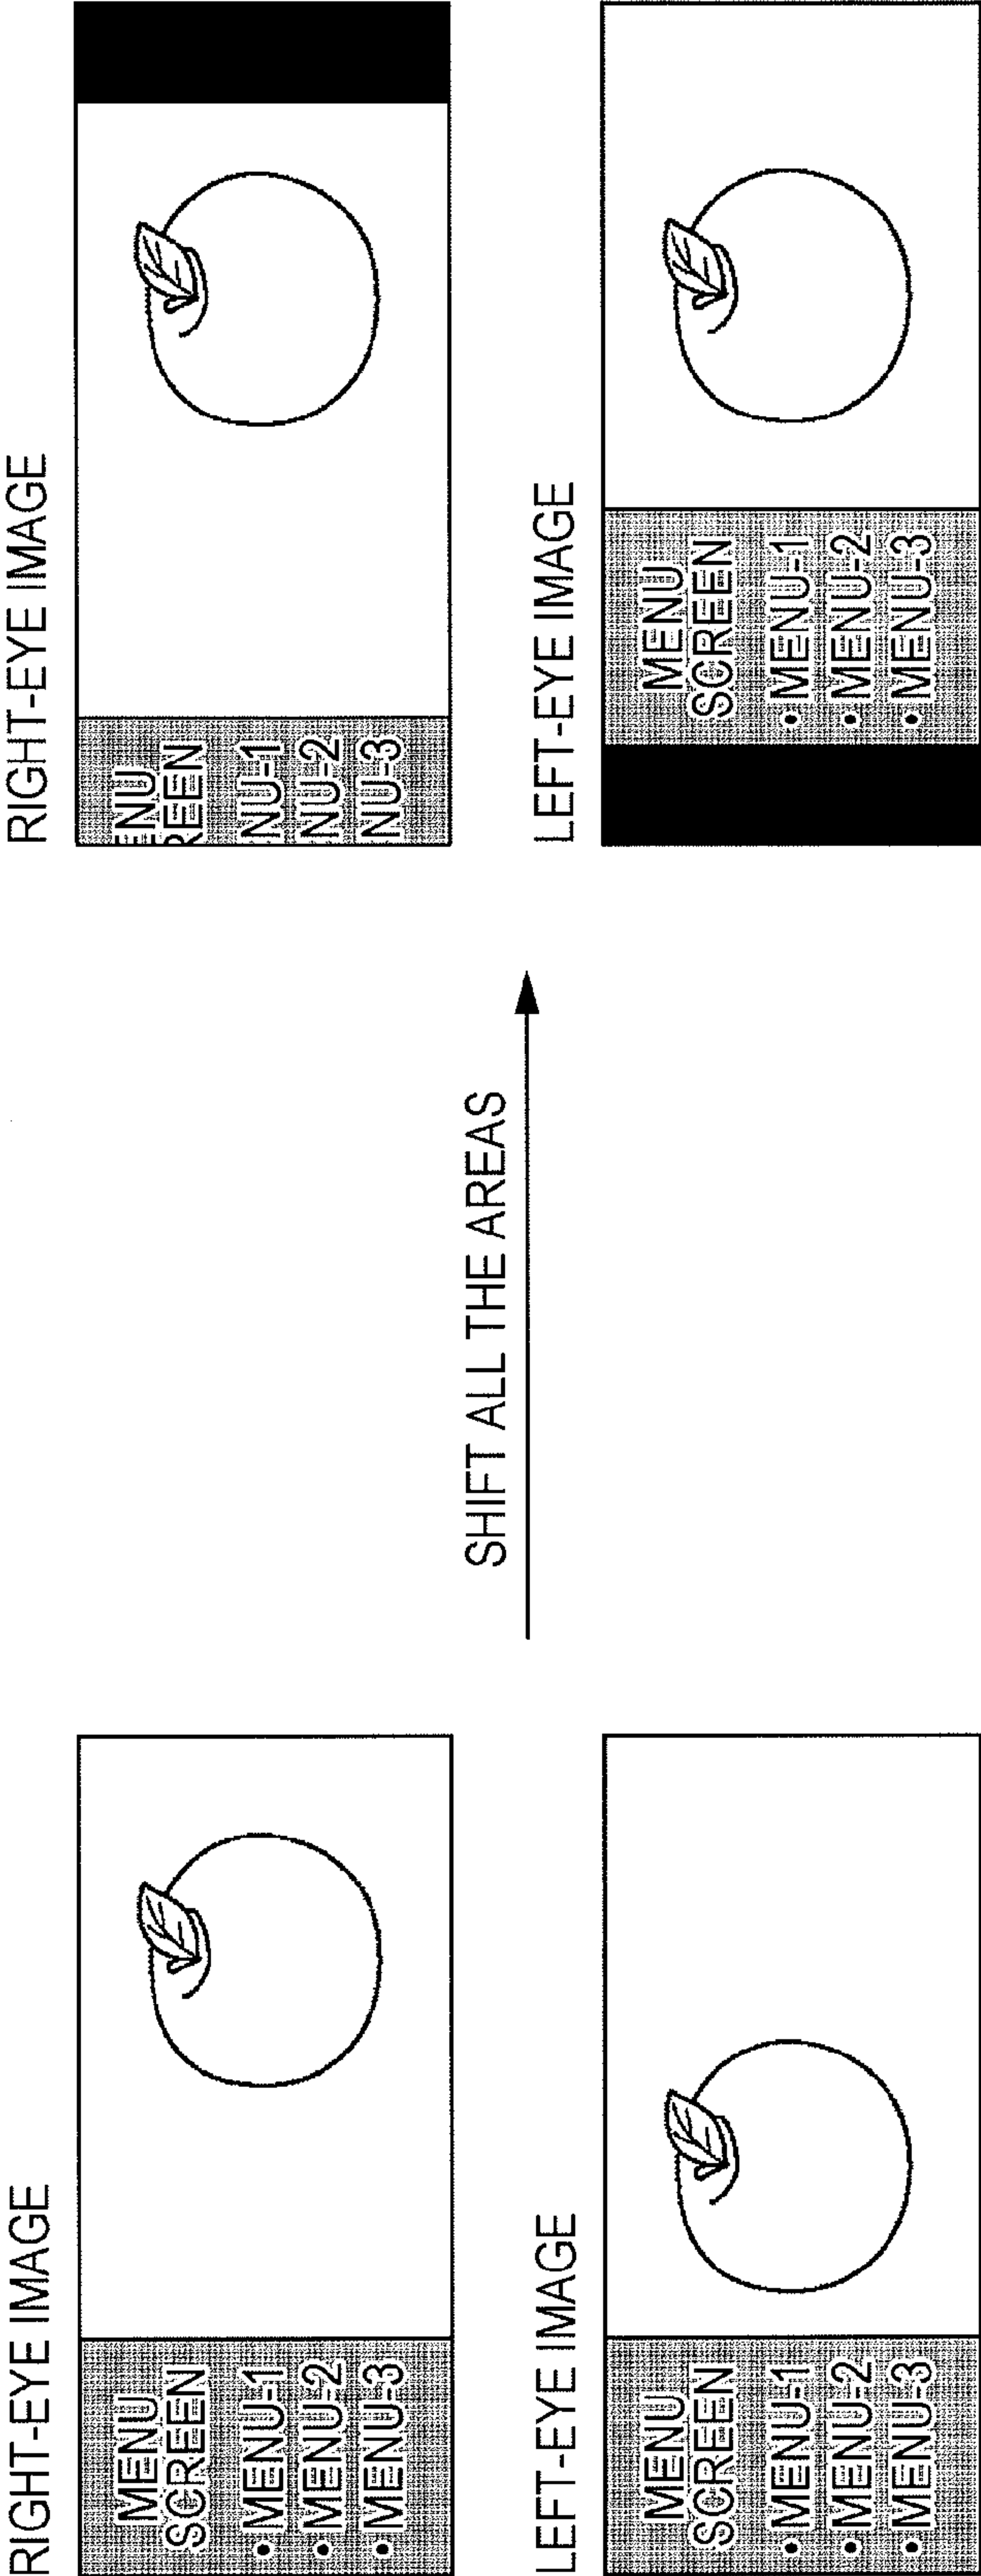 RIGHT-EYE IMAGE
MENU
SCREEN
• MENU-1
• MENU-2
• MENU-3
LEFT-EYE IMAGE
MENU
SCREEN
• MENU-1
• MENU-2
• MENU-3
SHIFT ALL THE AREAS
RIGHT-EYE IMAGE
ENU
REEN
NU-1
NU-2
NU-3
LEFT-EYE IMAGE
MENU
SCREEN
• MENU-1
• MENU-2
• MENU-3